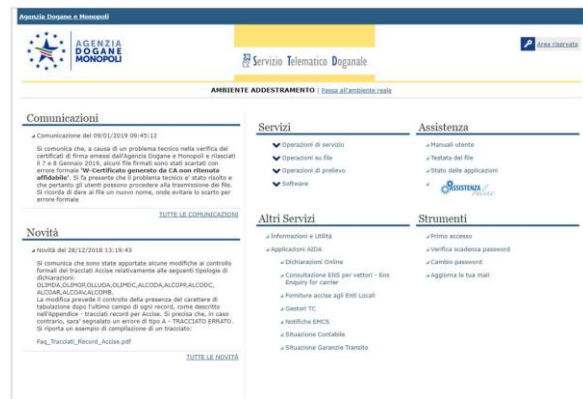 Agenzia Dogane e Monopoli
AGENZIA
DOGANE
MONOPOLI
Servizio Telematico Doganale
Area riservata
AMBIENTE ADDESTRAMENTO | Passa all'ambiente reale
Comunicazioni
Comunicazione del 09/01/2019 09:45:12
Si comunica che, a causa di un problema tecnico nella verifica dei
certificati di firma emessi dall'Agenzia Dogane e Monopoli e rilasciati
il 7 e 8 Gennaio 2019, alcuni file firmati sono stati scartati con
errore formale 'W-Certificato generato da CA non ritenuta
affidabile'. Si fa presente che il problema tecnico e' stato risolto e
che pertanto gli utenti possono procedere alla trasmissione del file.
Si ricorda di dare al file un nuovo nome, onde evitare lo scarto per
errore formale
TUTTE LE COMUNICAZIONI
Novità
Novità del 28/12/2018 13:19:43
Si comunica che sono state apportate alcune modifiche ai controllo
formali dei tracciati Accise relativamente alle seguenti tipologie di
dichiarazioni:
OLIMDA,OLIMOP,OLLUDA,OLIMDC,ALCODA,ALCOPP,ALCODC,
ALCOAR,ALCOAV,ALCOMB.
La modifica prevede il controllo della presenza del carattere di
tabulazione dopo l'ultimo campo di ogni record, come descritto
nell'Appendice - tracciati record per Accise. Si precisa che, in caso
contrario, sara' segnalato un errore di tipo A - TRACCIATO ERRATO.
Si riporta un esempio di compilazione di un tracciato:
Faq_Tracciati_Record_Accise.pdf
TUTTE LE NOVITÀ
Servizi
Operazioni di servizio
Operazioni su file
Operazioni di prelievo
Software
Assistenza
Manuali utente
Testata del file
Stato delle applicazioni
ASSISTENZA online
Altri Servizi
Informazioni e Utilità
Applicazioni AIDA
Dichiarazioni Online
Consultazione ENS per vettori - Ens
Enquiry for carrier
Forniture accise agli Enti Locali
Gestori TC
Notifiche EMCS
Situazione Contabile
Situazione Garanzie Transito
Strumenti
Primo accesso
Verifica scadenza password
Cambio password
Aggiorna la tua mail